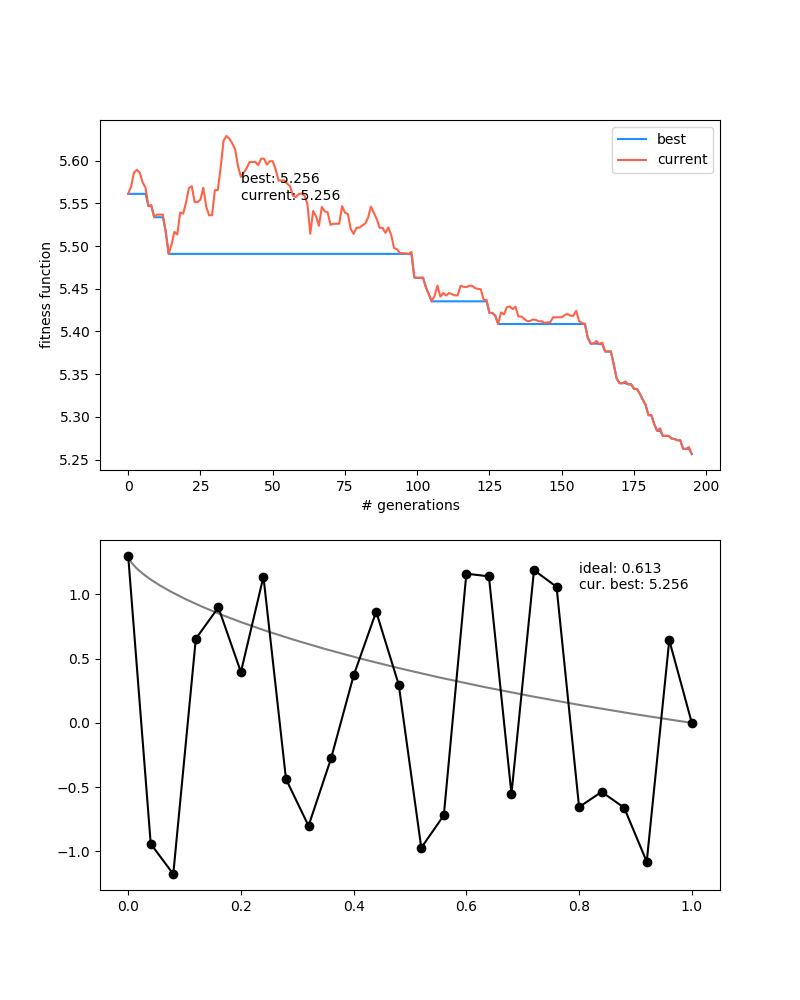 best
current
best: 5.256
current: 5.256
5.60
5.55
5.50
5.45
5.40
5.35
5.30
5.25
fitness function
0 25 50 75 100 125 150 175 200
# generations
ideal: 0.613
cur. best: 5.256
1.0
0.5
0.0
−0.5
−1.0
0.0 0.2 0.4 0.6 0.8 1.0